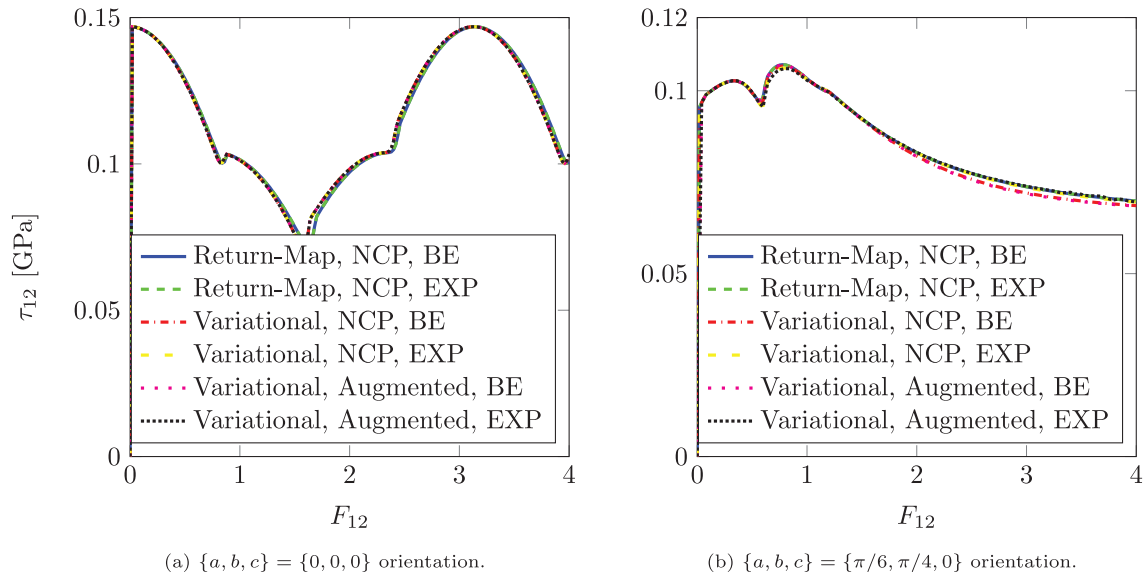 0.15
0.1
0.05
0
τ12 [GPa]
Return-Map, NCP, BE
Return-Map, NCP, EXP
Variational, NCP, BE
Variational, NCP, EXP
Variational, Augmented, BE
Variational, Augmented, EXP
0 1 2 3 4
F12
(a) {a, b, c} = {0, 0, 0} orientation.
0.12
0.1
0.05
0
Return-Map, NCP, BE
Return-Map, NCP, EXP
Variational, NCP, BE
Variational, NCP, EXP
Variational, Augmented, BE
Variational, Augmented, EXP
0 1 2 3 4
F12
(b) {a, b, c} = {π/6, π/4, 0} orientation.